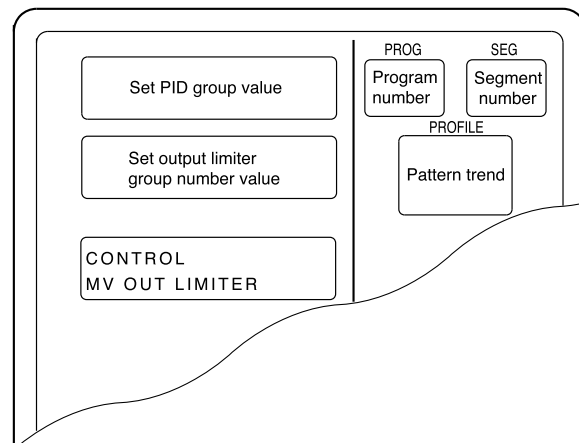 Set PID group value
Set output limiter
group number value
CONTROL
MV OUT LIMITER
PROG
SEG
Program
number
Segment
number
PROFILE
Pattern trend